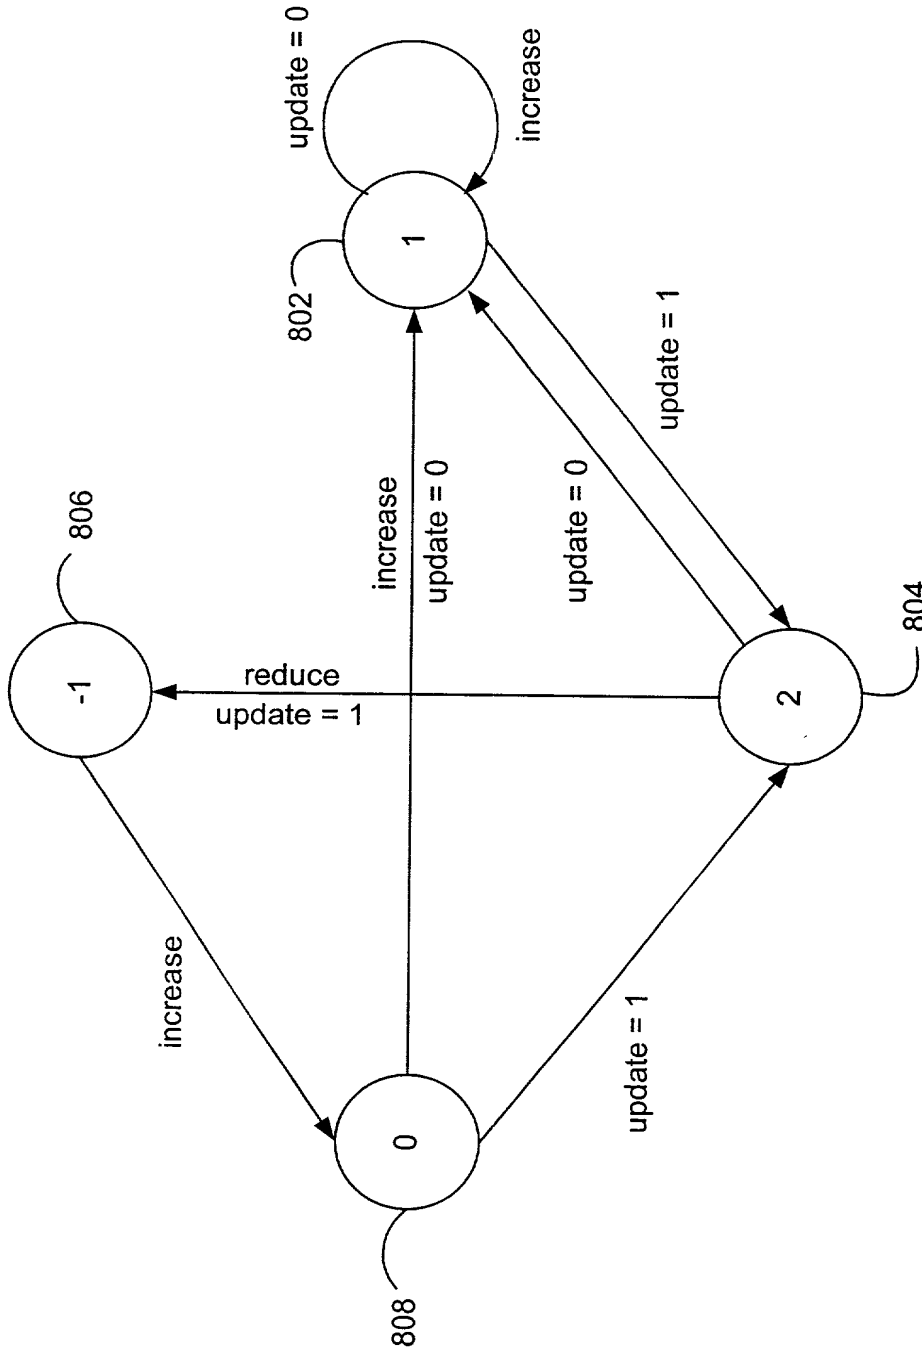 update = 0
increase
1
802
update = 1
update = 0
increase
update = 0
806
-1
reduce
update = 1
2
804
increase
update = 1
0
808